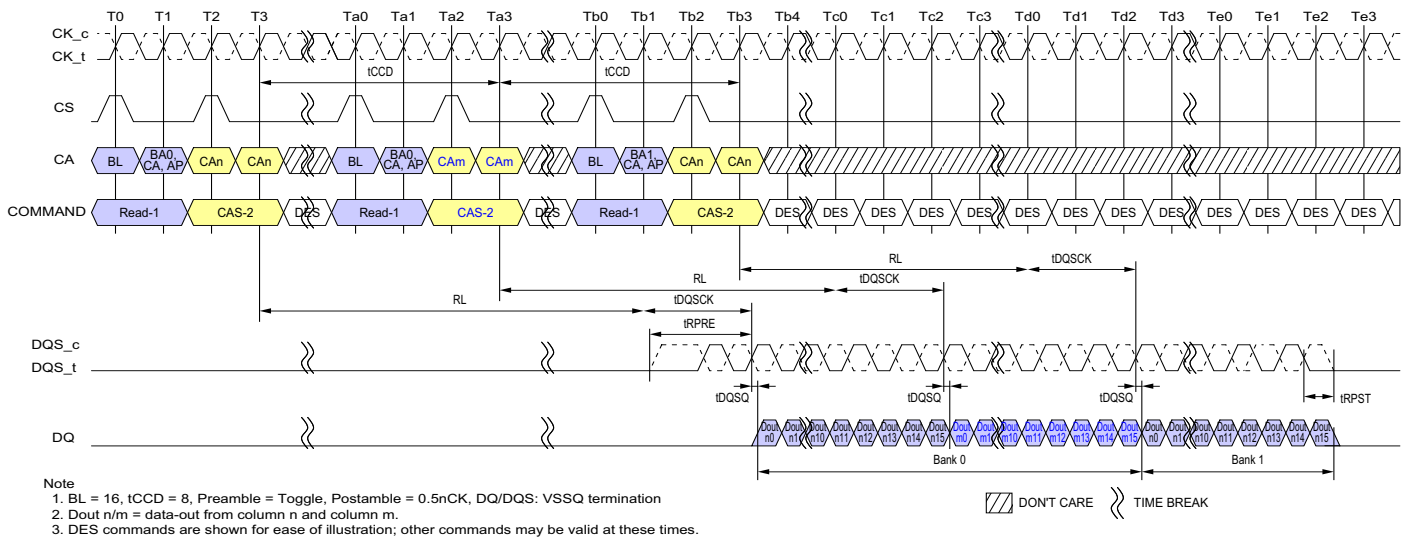 T0 T1 T2 T3 Ta0 Ta1 Ta2 Ta3 Tb0 Tb1 Tb2 Tb3 Tb4 Tc0 Tc1 Tc2 Tc3 Td0 Td1 Td2 Td3 Te0 Te1 Te2 Te3
CK_c
CK_t
tCCD tCCD
CS
CA BL BA0, CA, AP CAn CAn BL BA0, CA, AP CAm CAm BL BA1, CA, AP CAn CAn
COMMAND Read-1 CAS-2 DES Read-1 CAS-2 DES Read-1 CAS-2 DES DES DES DES DES DES DES DES DES DES DES DES DES
RL tDQSCK
RL tDQSCK
RL tDQSCK
tRPRE
DQS_c
DQS_t
tDQSQ tDQSQ tDQSQ tRPST
DQ Dout n0 Dout n1 Dout n10 Dout n11 Dout n12 Dout n13 Dout n14 Dout n15 Dout m0 Dout m1 Dout m10 Dout m11 Dout m12 Dout m13 Dout m14 Dout m15 Dout n0 Dout n1 Dout n10 Dout n11 Dout n12 Dout n13 Dout n14 Dout n15
Bank 0 Bank 1
Note
1. BL = 16, tCCD = 8, Preamble = Toggle, Postamble = 0.5nCK, DQ/DQS: VSSQ termination
2. Dout n/m = data-out from column n and column m.
3. DES commands are shown for ease of illustration; other commands may be valid at these times.
DON'T CARE TIME BREAK